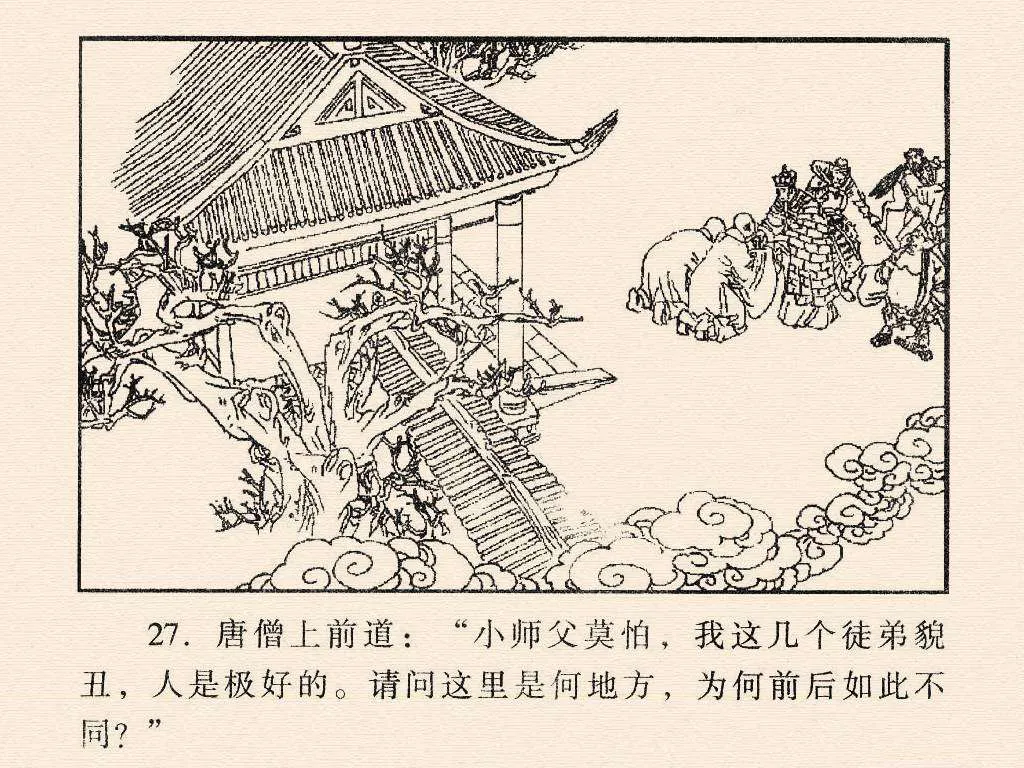 27. 唐僧上前道：“小师父莫怕，我这几个徒弟貌
丑，人是极好的。请问这里是何地方，为何前后如此不
同？”